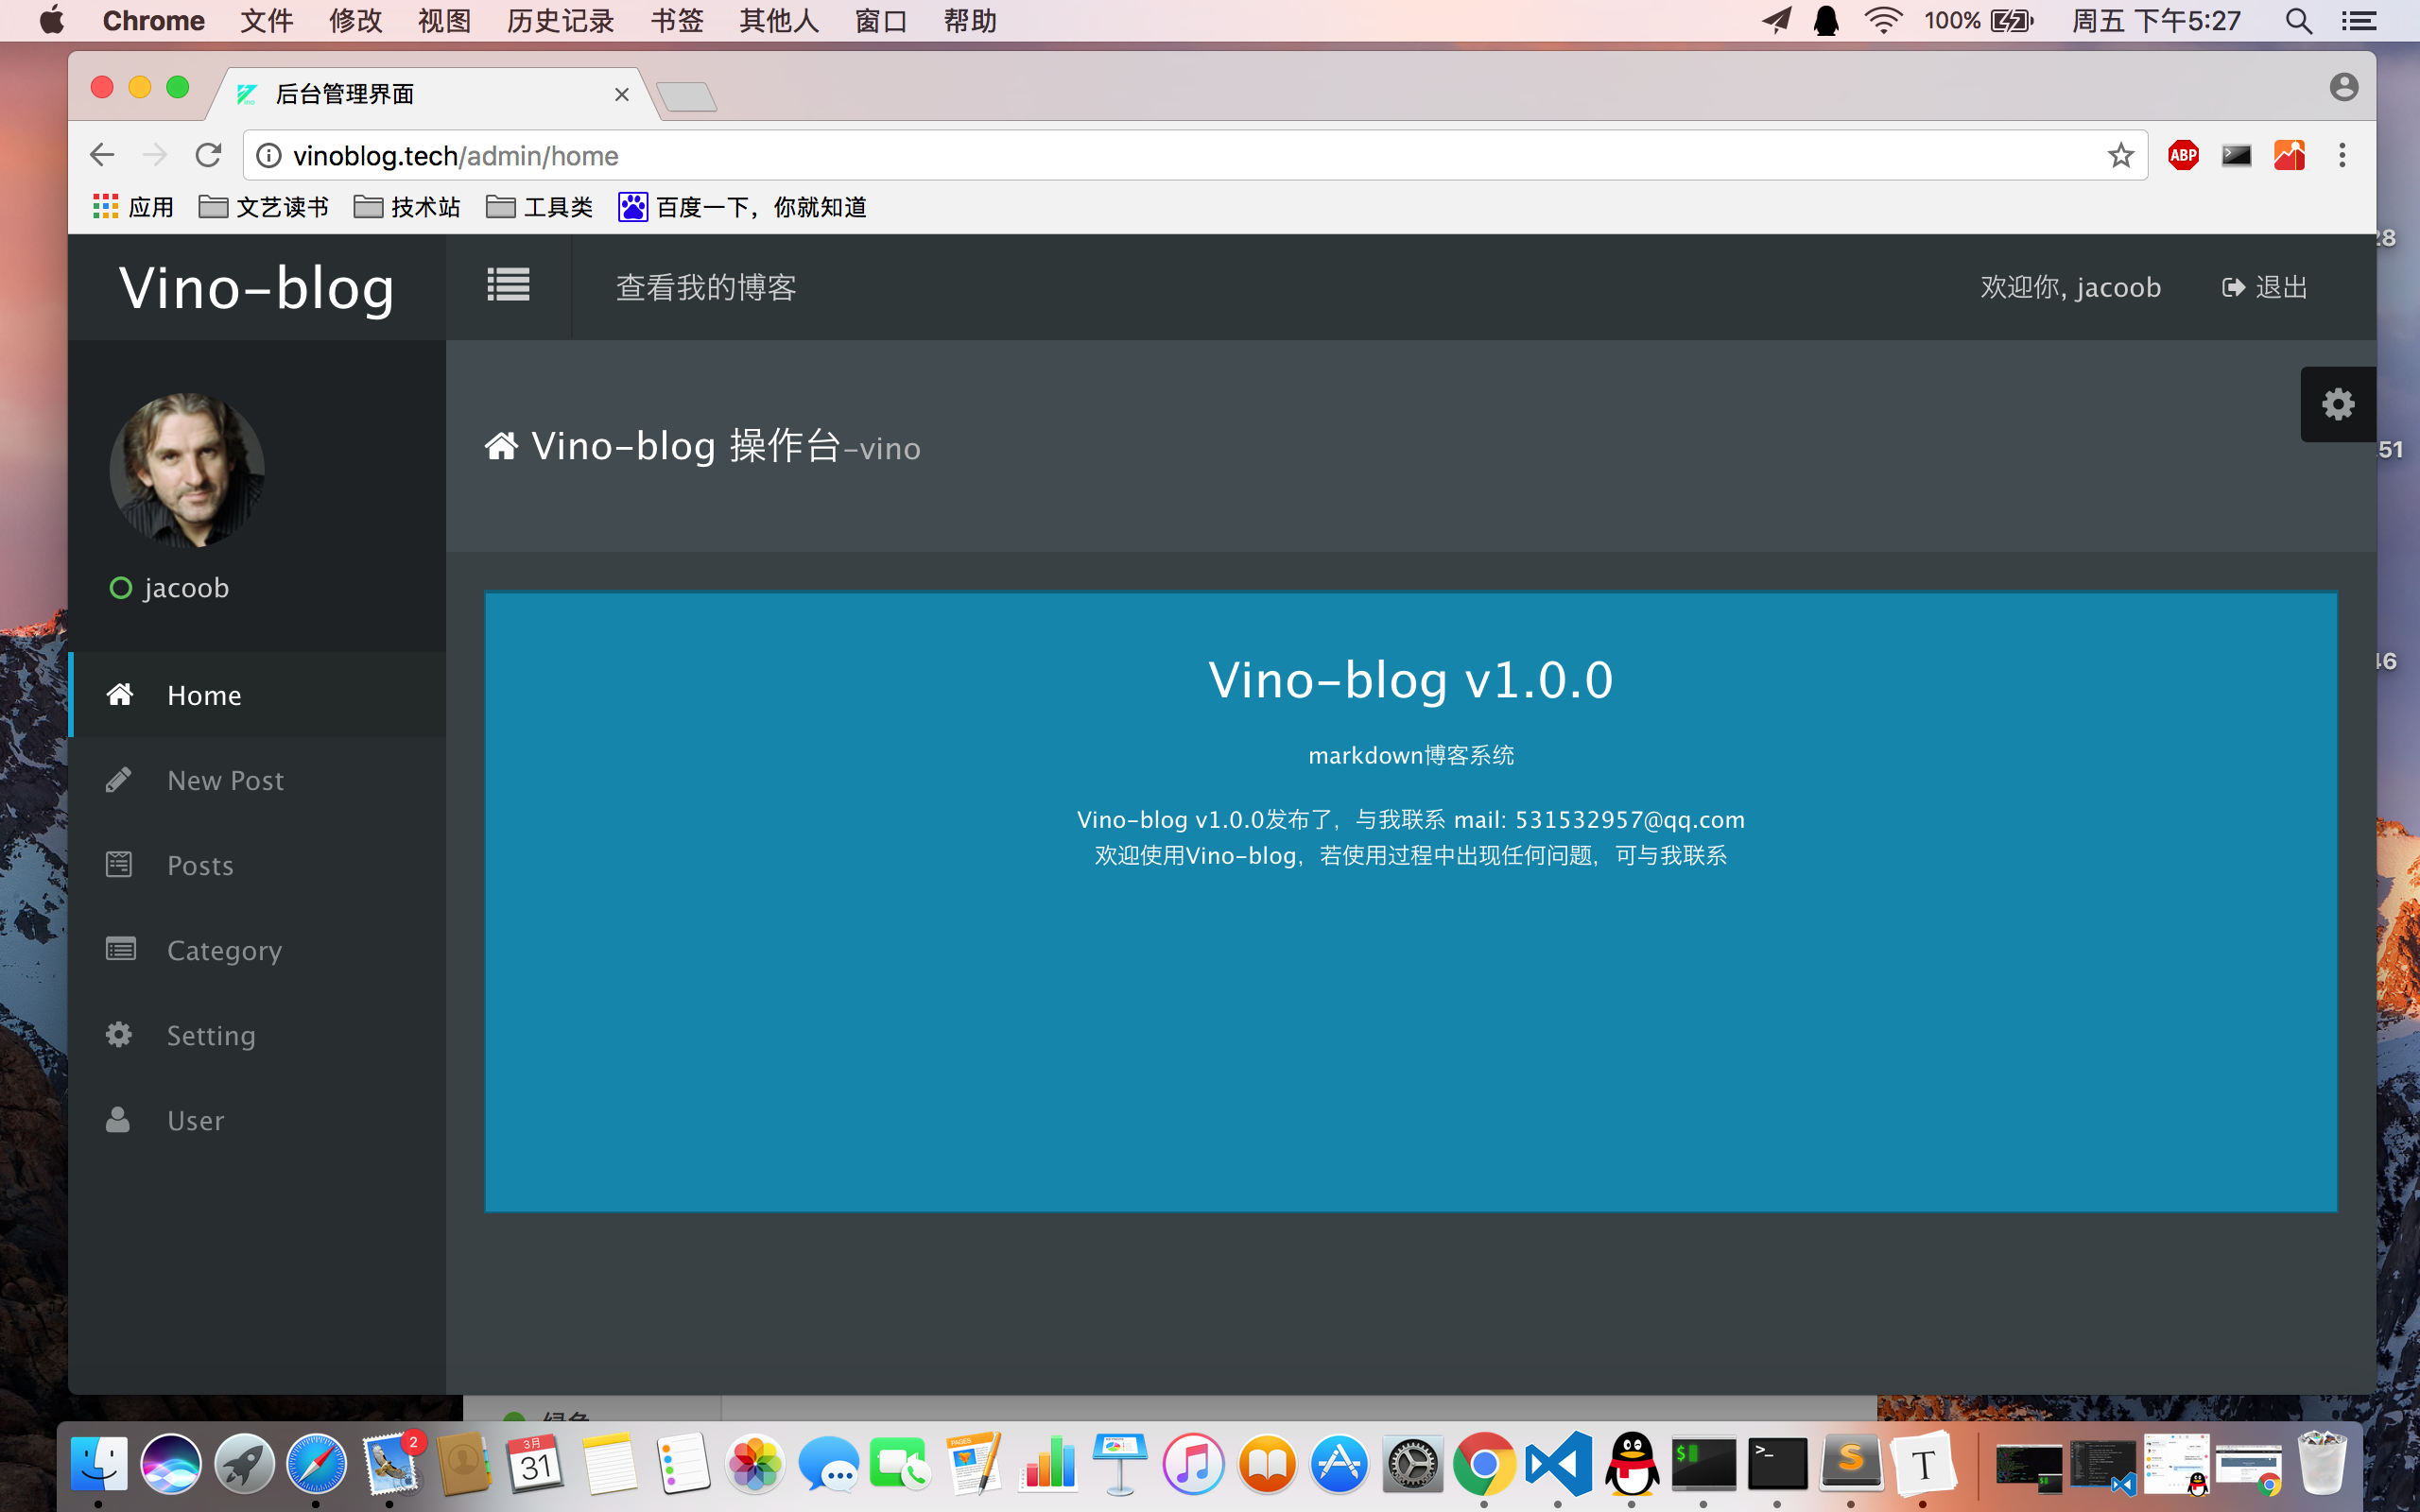 Chrome 文件 修改 视图 历史记录 书签 其他人 窗口 帮助 100% 周五 下午5:27
后台管理界面
vinoblog.tech/admin/home
ABP
应用 文艺读书 技术站 工具类 百度一下，你就知道
Vino-blog 查看我的博客 欢迎你, jacoob 退出
Vino-blog 操作台-vino
jacoob
Home
New Post
Posts
Category
Setting
User
Vino-blog v1.0.0
markdown博客系统
Vino-blog v1.0.0发布了，与我联系 mail: 531532957@qq.com
欢迎使用Vino-blog，若使用过程中出现任何问题，可与我联系
51
2
3月
31
PAGES